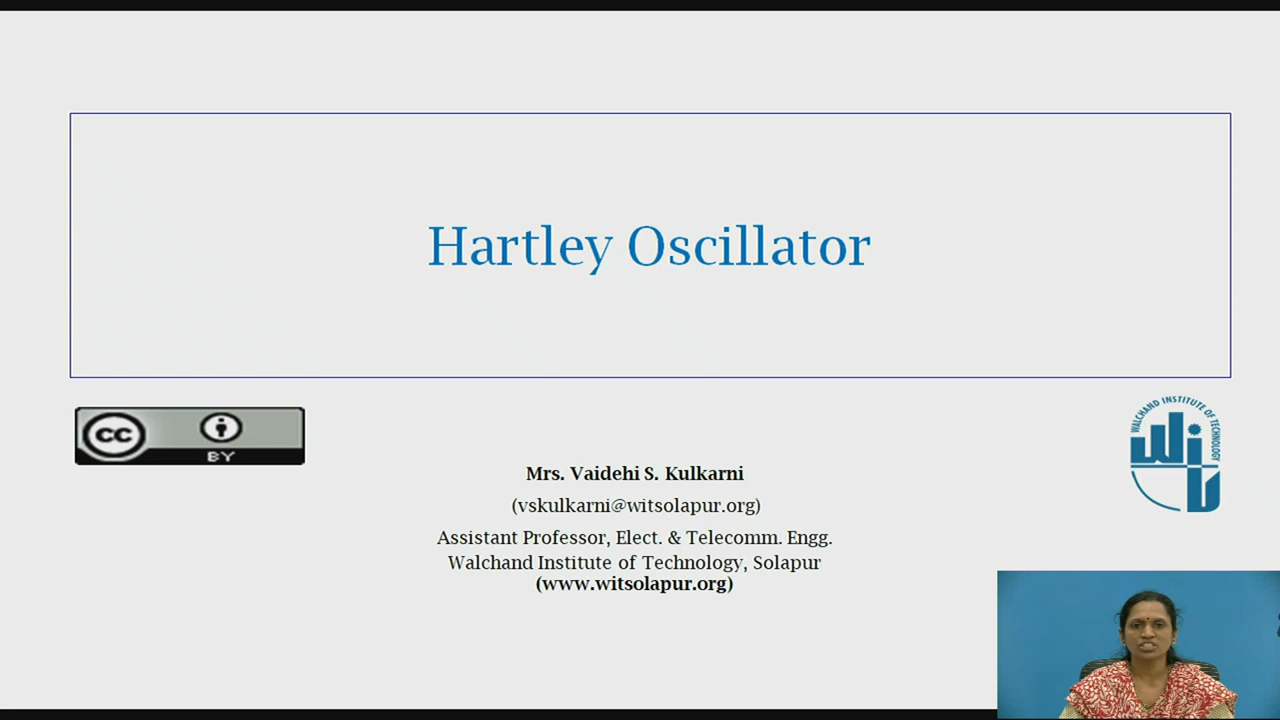 Hartley Oscillator
cc
BY
WALCHAND INSTITUTE OF TECHNOLOGY
Mrs. Vaidehi S. Kulkarni
(vskulkarni@witsolapur.org)
Assistant Professor, Elect. & Telecomm. Engg.
Walchand Institute of Technology, Solapur
(www.witsolapur.org)